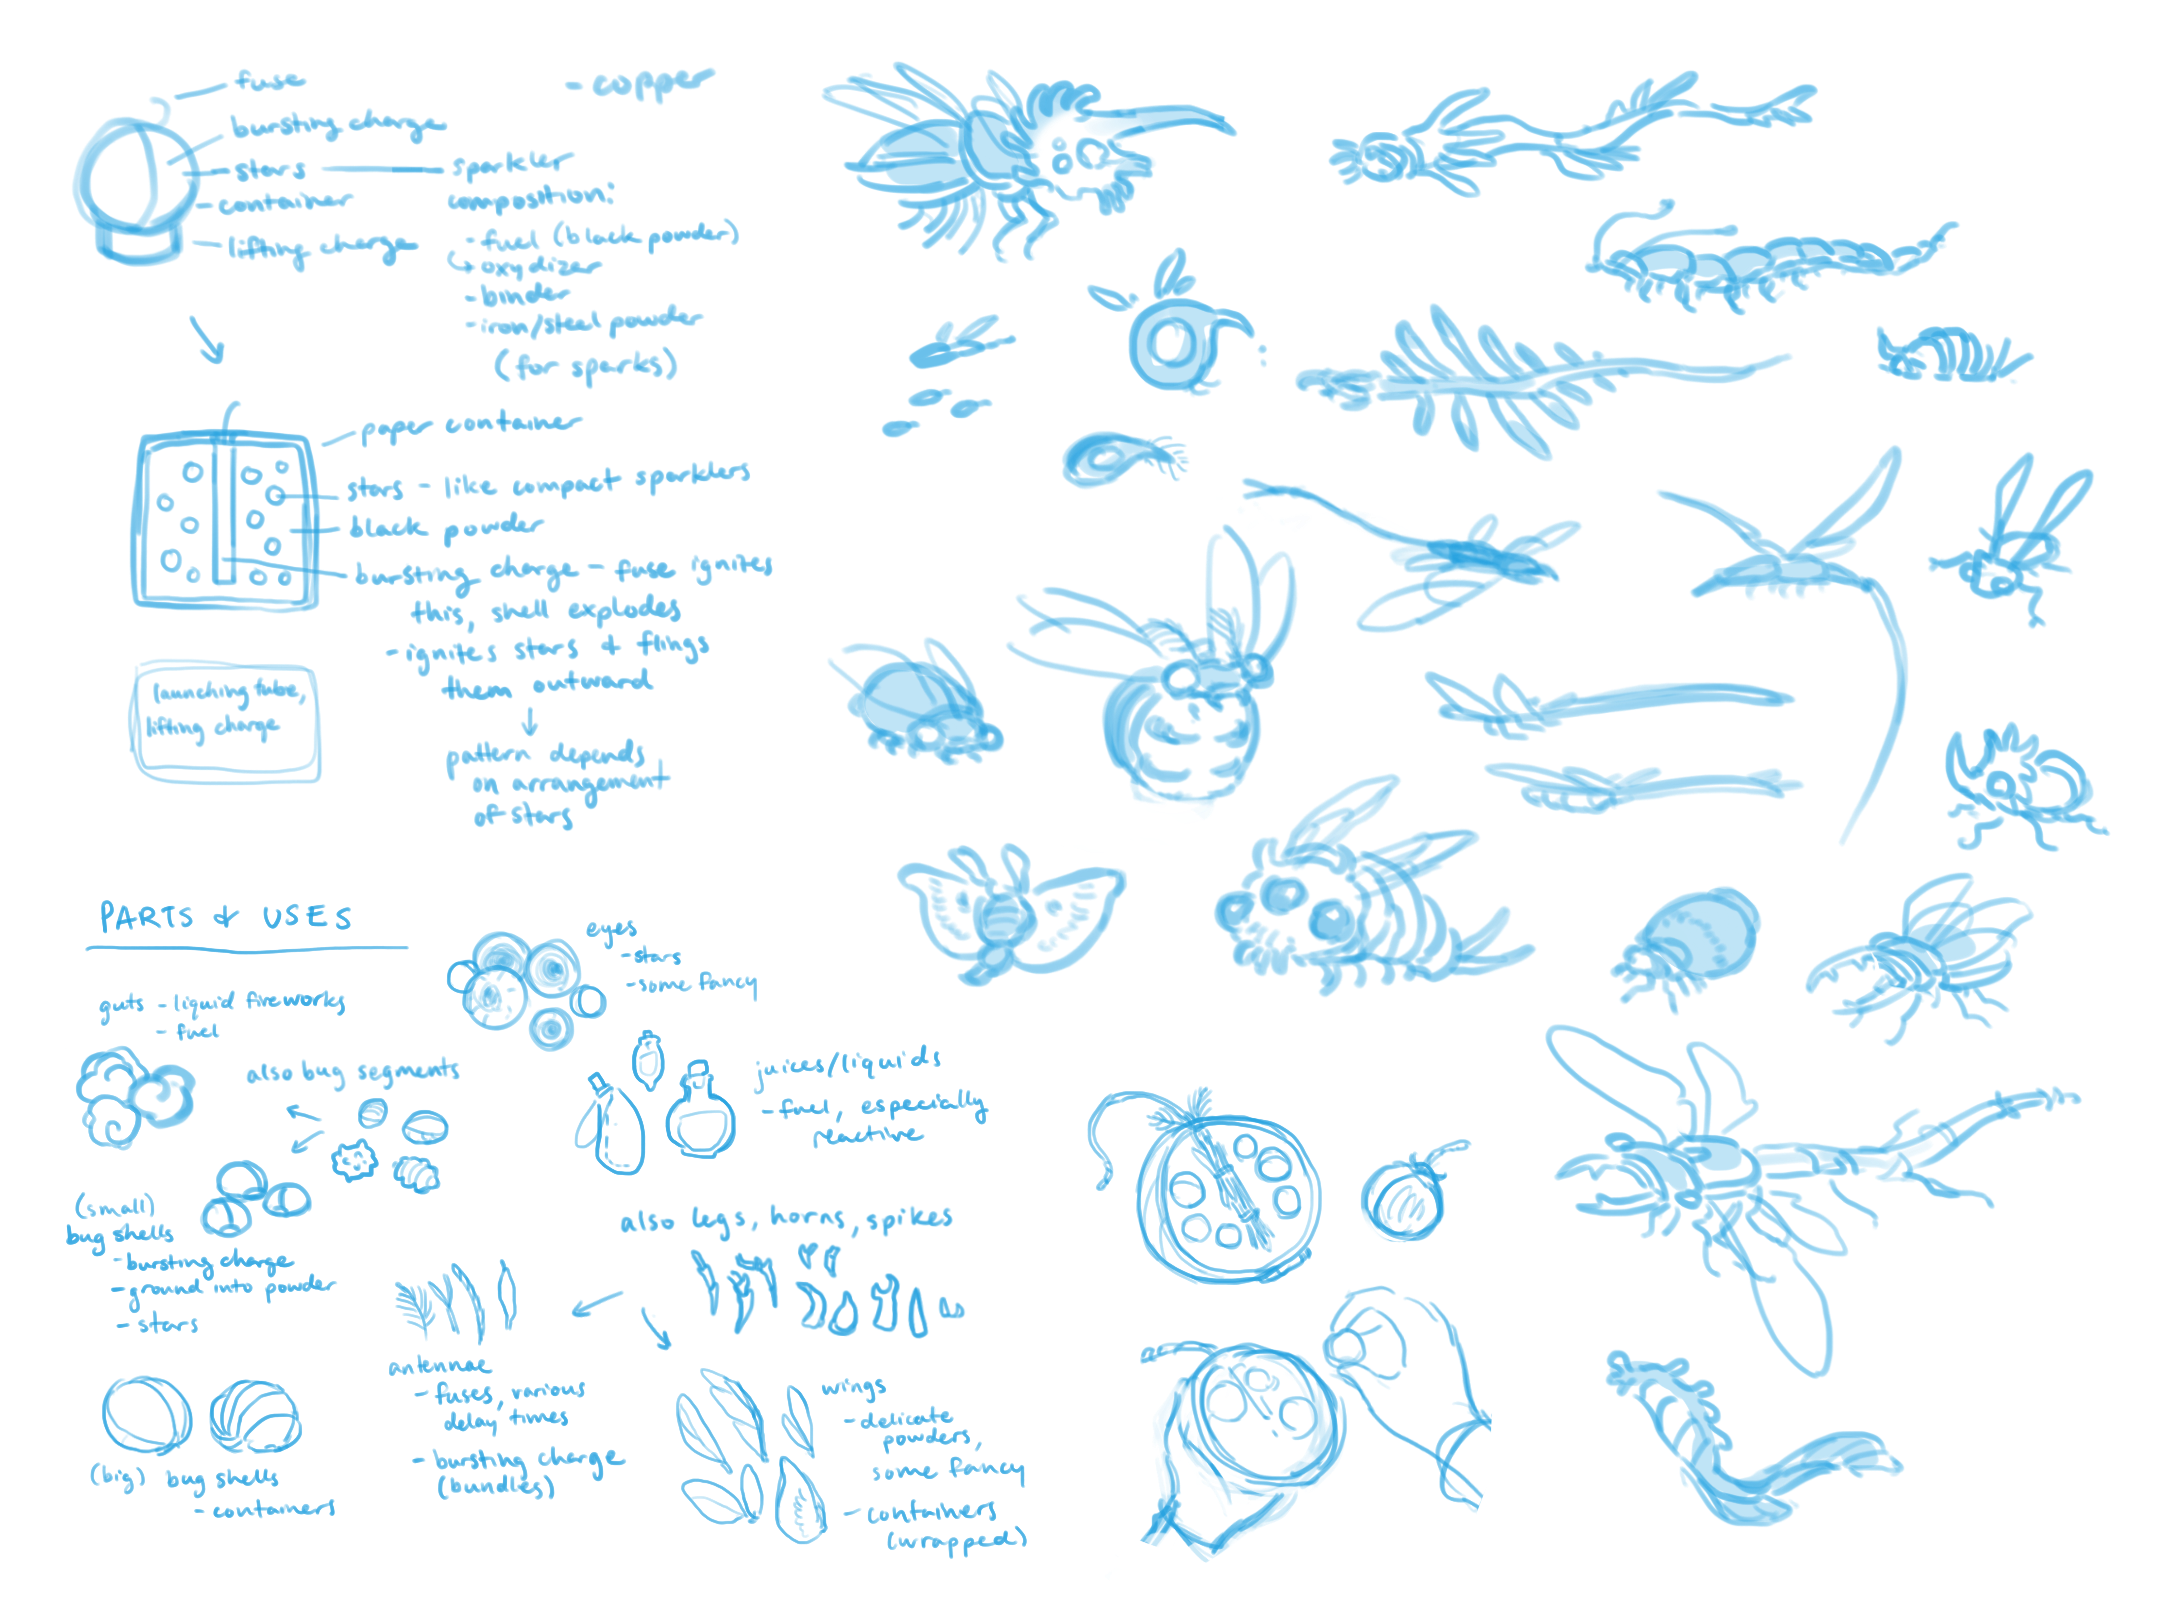 fuse
- copper
bursting charge
stars
sparkler
composition:
container
lifting charge
- fuel (black powder)
↳ oxydizer
- binder
- iron/steel powder
(for sparks)
paper container
stars - like compact sparklers
black powder
bursting charge - fuse ignites
this, shell explodes
- ignites stars & flings
them outward
pattern depends
on arrangement
of stars
launching tube,
lifting charge
PARTS & USES
eyes
- stars
- some fancy
guts - liquid fireworks
- fuel
also bug segments
juices/liquids
- fuel, especially
reactive
(small)
bug shells
- bursting charge
- ground into powder
- stars
also legs, horns, spikes
antennae
- fuses, various
delay times
- bursting charge
(bundles)
wings
- delicate
powders,
some fancy
- containers
(wrapped)
(big) bug shells
- containers